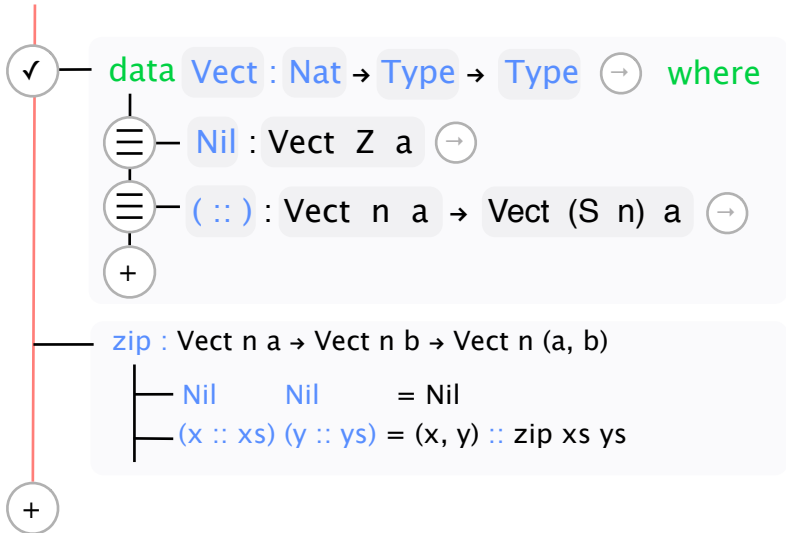 ✓ data Vect : Nat → Type → Type → where
Nil : Vect Z a →
( :: ) : Vect n a → Vect (S n) a →
+
zip : Vect n a → Vect n b → Vect n (a, b)
Nil Nil = Nil
(x :: xs) (y :: ys) = (x, y) :: zip xs ys
+